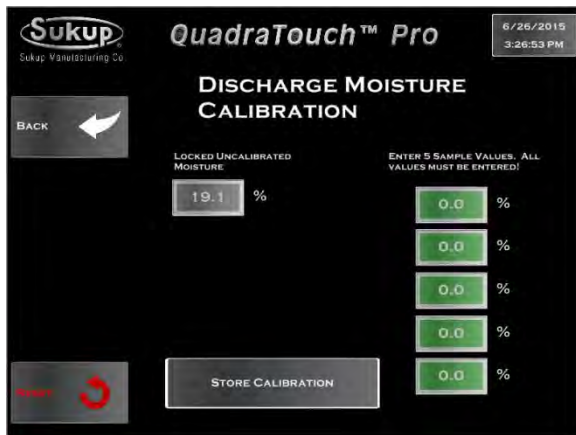 SUKUP®
Sukup Manufacturing Co.
QuadraTouch™ Pro
6/26/2015
3:26:53 PM
DISCHARGE MOISTURE
CALIBRATION
BACK
LOCKED UNCALIBRATED
MOISTURE
19.1 %
ENTER 5 SAMPLE VALUES. ALL
VALUES MUST BE ENTERED!
0.0 %
0.0 %
0.0 %
0.0 %
0.0 %
STORE CALIBRATION
RESET